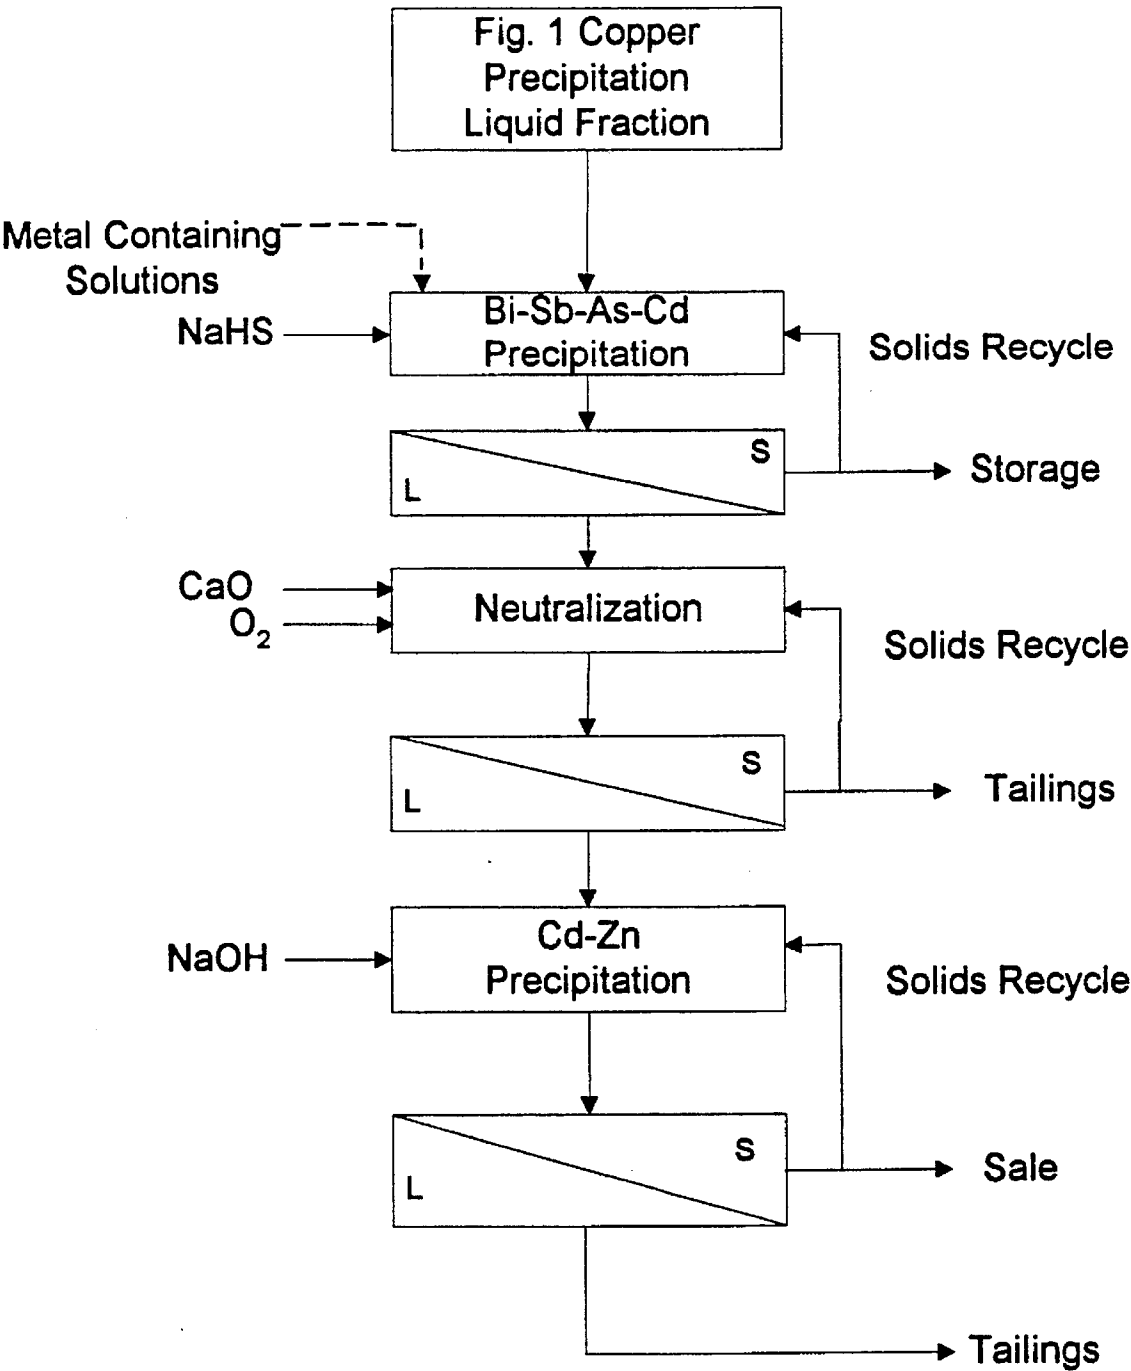 Fig. 1 Copper
Precipitation
Liquid Fraction
Metal Containing
Solutions
NaHS
Bi-Sb-As-Cd
Precipitation
Solids Recycle
S
L
Storage
CaO
O2
Neutralization
Solids Recycle
S
L
Tailings
NaOH
Cd-Zn
Precipitation
Solids Recycle
S
L
Sale
Tailings